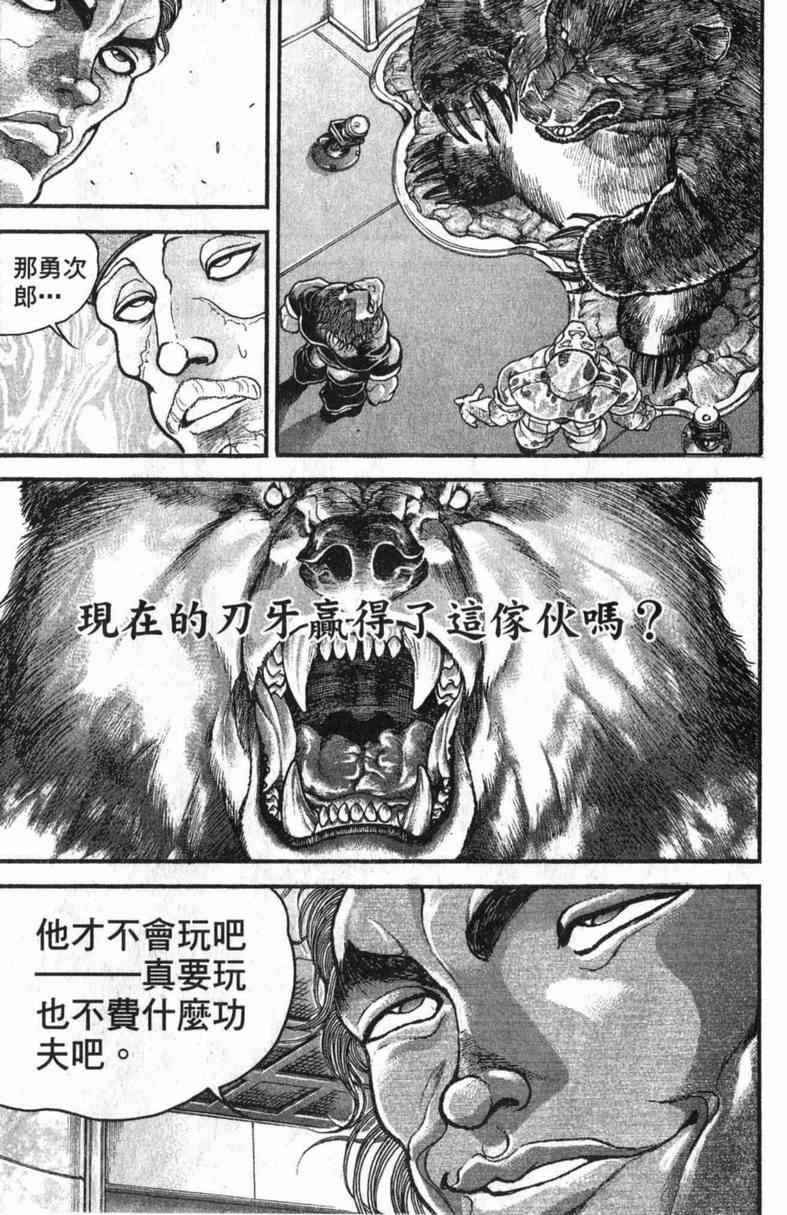 那勇次
郎…
現在的刃牙贏得了這傢伙嗎？
他才不會玩吧
———真要玩
也不費什麼功
夫吧。